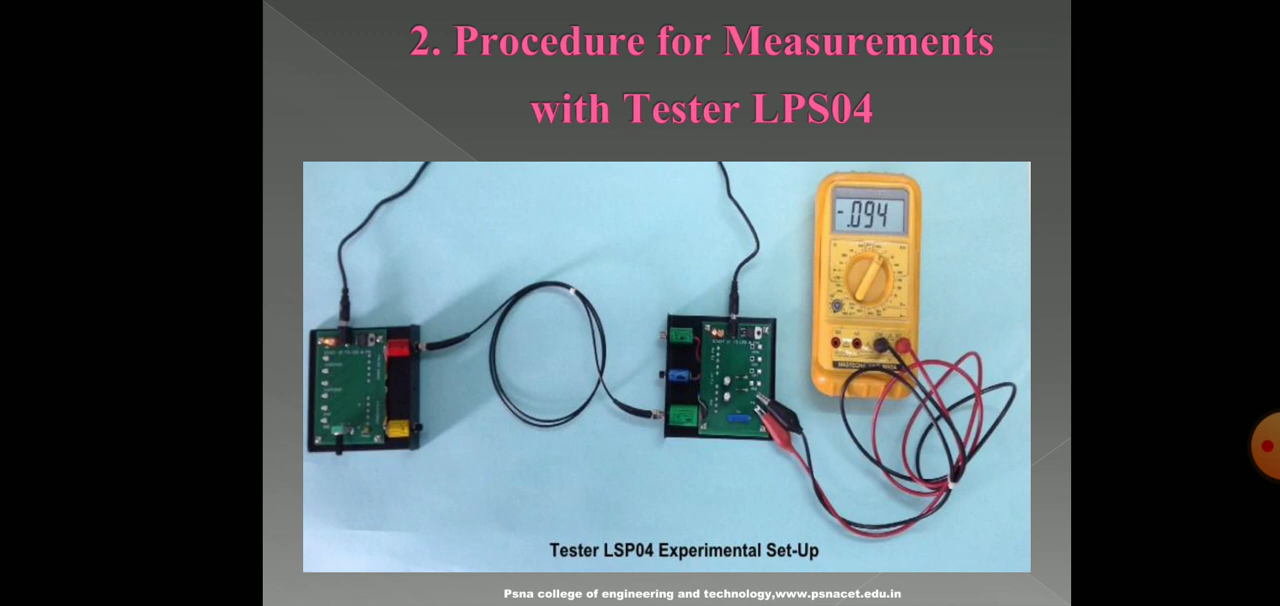 2. Procedure for Measurements
with Tester LPS04
-.094
Tester LSP04 Experimental Set-Up
Psna college of engineering and technology,www.psnacet.edu.in